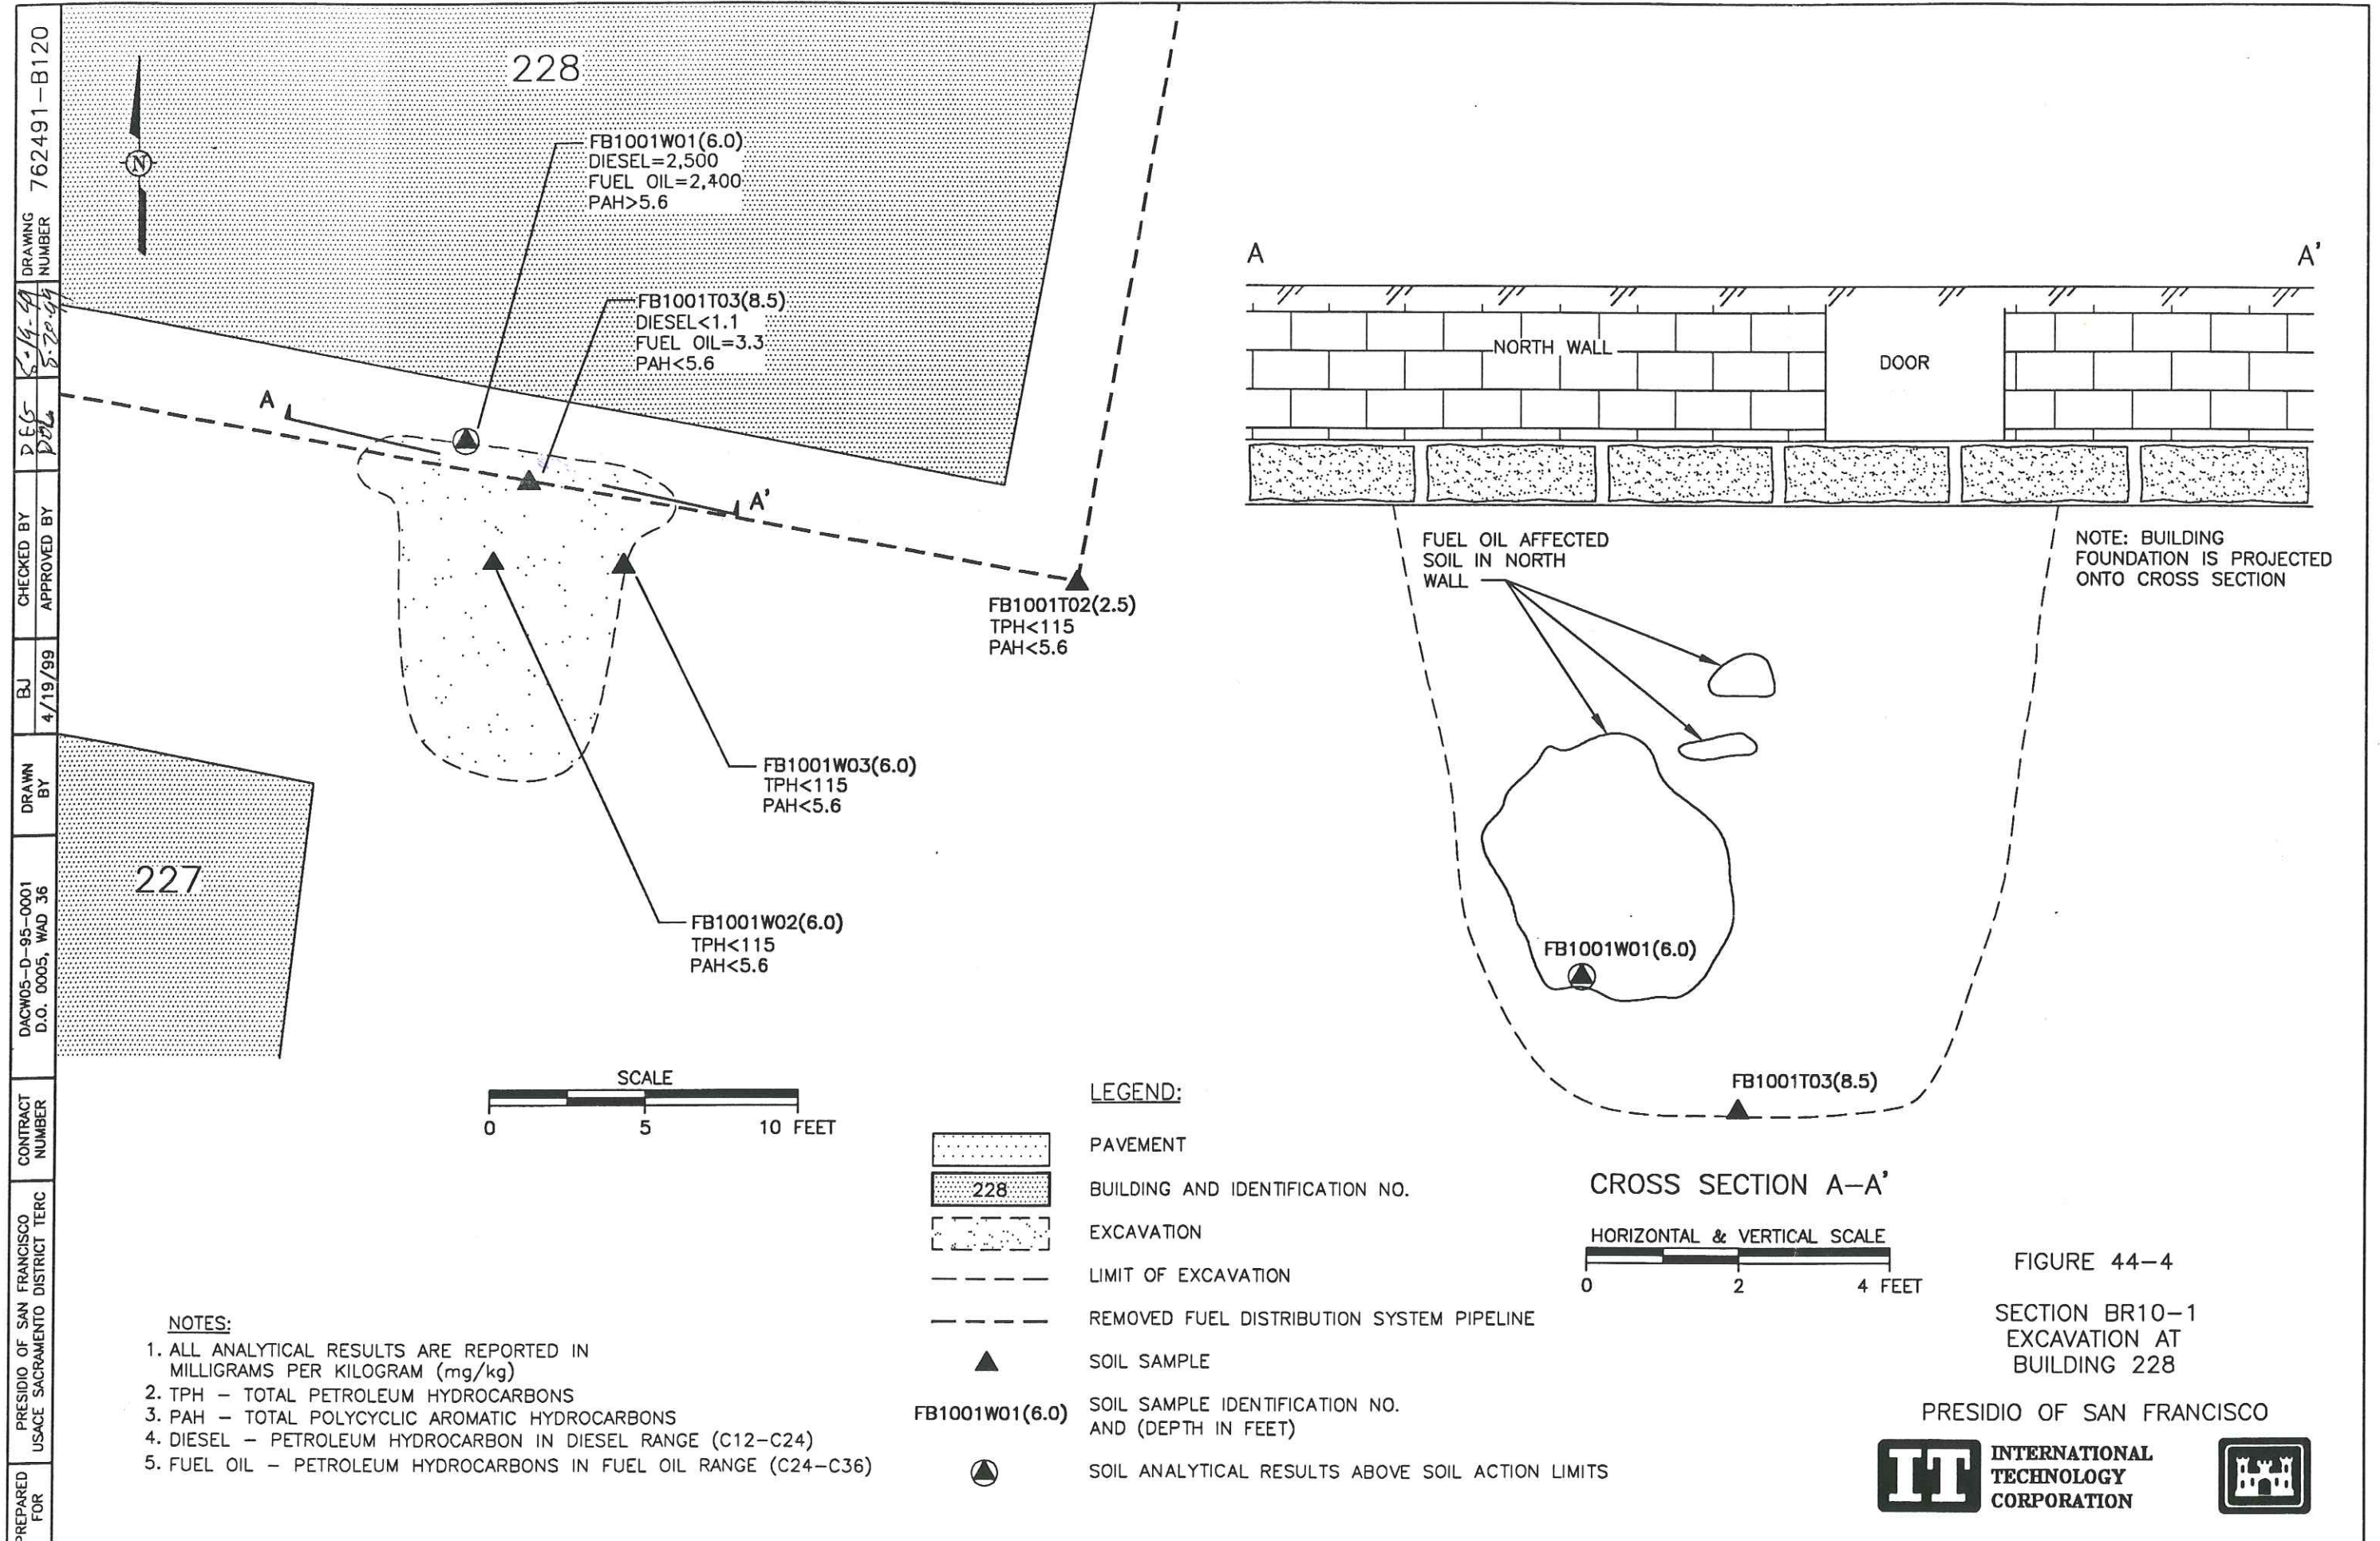 DRAWING NUMBER
762491-B120
5-19-99
5-20-99
CHECKED BY
DEG
APPROVED BY
DRAWN BY
BJ
4/19/99
CONTRACT NUMBER
DACW05-D-95-0001
D.O. 0005, WAD 36
PREPARED FOR
PRESIDIO OF SAN FRANCISCO
USACE SACRAMENTO DISTRICT TERC
N
228
FB1001W01(6.0)
DIESEL=2,500
FUEL OIL=2,400
PAH>5.6
FB1001T03(8.5)
DIESEL<1.1
FUEL OIL=3.3
PAH<5.6
A
A'
FB1001T02(2.5)
TPH<115
PAH<5.6
FB1001W03(6.0)
TPH<115
PAH<5.6
FB1001W02(6.0)
TPH<115
PAH<5.6
227
SCALE
0 5 10 FEET
A
A'
NORTH WALL
DOOR
FUEL OIL AFFECTED
SOIL IN NORTH
WALL
NOTE: BUILDING
FOUNDATION IS PROJECTED
ONTO CROSS SECTION
FB1001W01(6.0)
FB1001T03(8.5)
CROSS SECTION A-A'
HORIZONTAL & VERTICAL SCALE
0 2 4 FEET
LEGEND:
PAVEMENT
228
BUILDING AND IDENTIFICATION NO.
EXCAVATION
LIMIT OF EXCAVATION
REMOVED FUEL DISTRIBUTION SYSTEM PIPELINE
SOIL SAMPLE
FB1001W01(6.0)
SOIL SAMPLE IDENTIFICATION NO.
AND (DEPTH IN FEET)
SOIL ANALYTICAL RESULTS ABOVE SOIL ACTION LIMITS
NOTES:
1. ALL ANALYTICAL RESULTS ARE REPORTED IN
MILLIGRAMS PER KILOGRAM (mg/kg)
2. TPH - TOTAL PETROLEUM HYDROCARBONS
3. PAH - TOTAL POLYCYCLIC AROMATIC HYDROCARBONS
4. DIESEL - PETROLEUM HYDROCARBON IN DIESEL RANGE (C12-C24)
5. FUEL OIL - PETROLEUM HYDROCARBONS IN FUEL OIL RANGE (C24-C36)
FIGURE 44-4
SECTION BR10-1
EXCAVATION AT
BUILDING 228
PRESIDIO OF SAN FRANCISCO
IT
INTERNATIONAL
TECHNOLOGY
CORPORATION